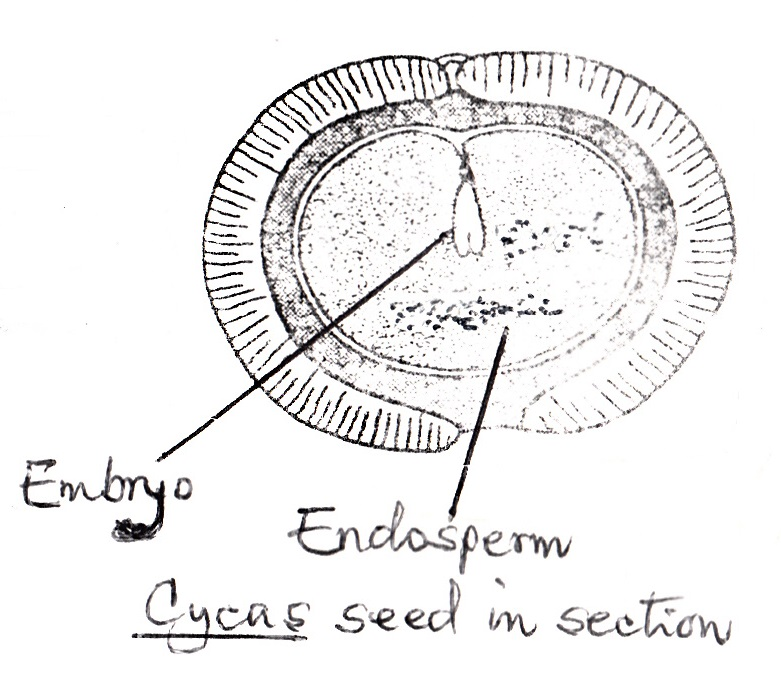 Embryo
Endosperm
Cycas seed in section